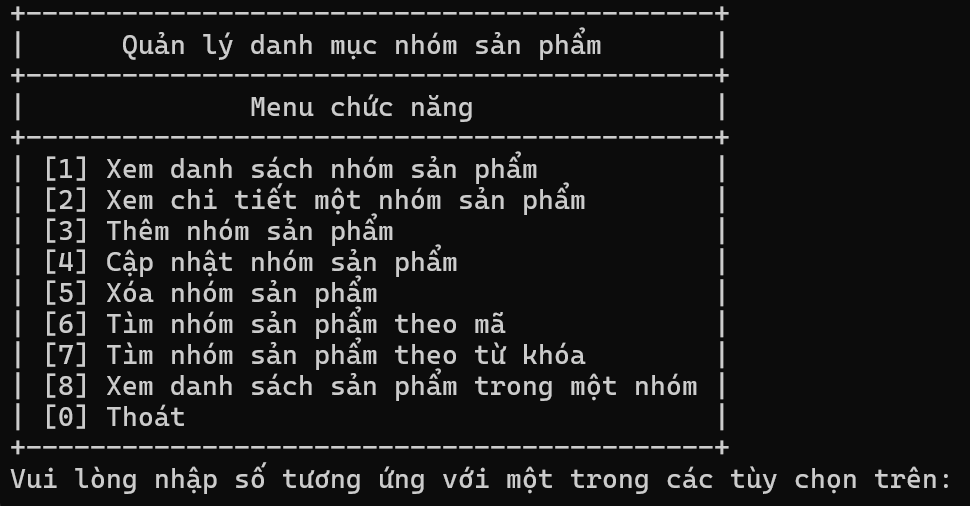 +-------------------------------------------+
|      Quản lý danh mục nhóm sản phẩm       |
+-------------------------------------------+
|              Menu chức năng               |
+-------------------------------------------+
| [1] Xem danh sách nhóm sản phẩm           |
| [2] Xem chi tiết một nhóm sản phẩm        |
| [3] Thêm nhóm sản phẩm                    |
| [4] Cập nhật nhóm sản phẩm                |
| [5] Xóa nhóm sản phẩm                     |
| [6] Tìm nhóm sản phẩm theo mã             |
| [7] Tìm nhóm sản phẩm theo từ khóa        |
| [8] Xem danh sách sản phẩm trong một nhóm |
| [0] Thoát                                 |
+-------------------------------------------+
Vui lòng nhập số tương ứng với một trong các tùy chọn trên: